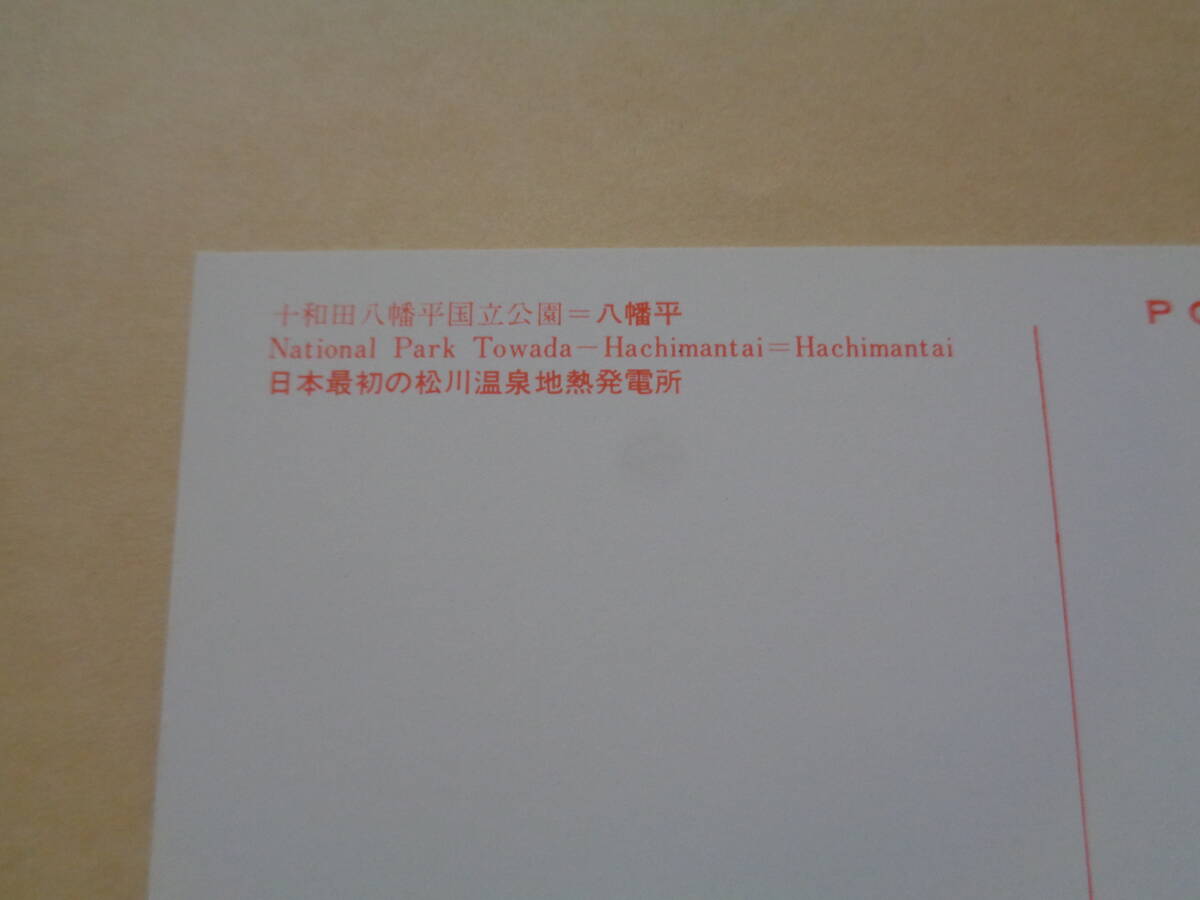 十和田八幡平国立公園＝八幡平
National Park Towada－Hachimantai＝Hachimantai
日本最初の松川温泉地熱発電所